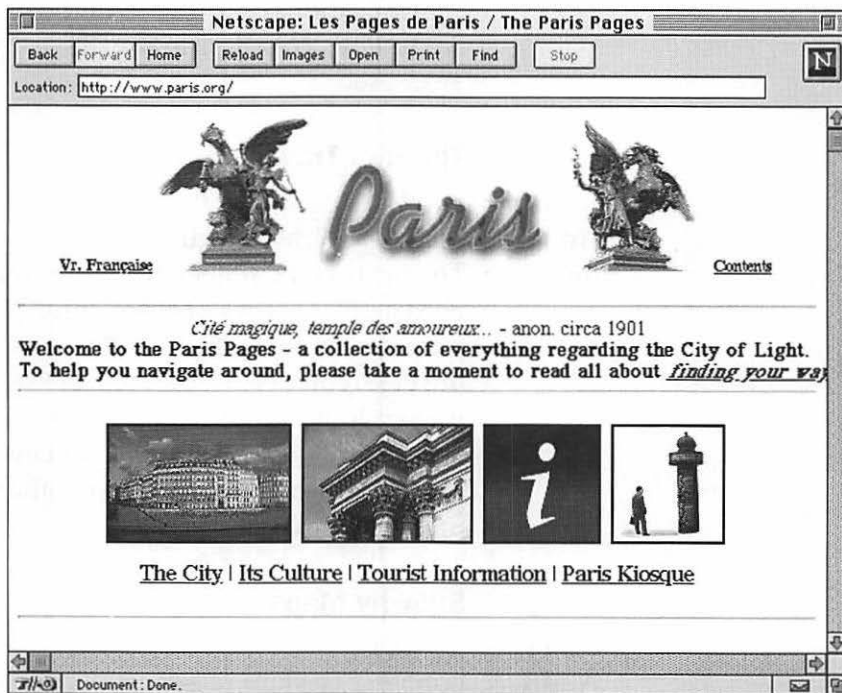 Netscape: Les Pages de Paris / The Paris Pages
Back Forward Home Reload Images Open Print Find Stop
N
Location: http://www.paris.org/
Paris
Vr. Française
Contents
Cité magique, temple des amoureux... - anon. circa 1901
Welcome to the Paris Pages - a collection of everything regarding the City of Light.
To help you navigate around, please take a moment to read all about finding your way
i
The City | Its Culture | Tourist Information | Paris Kiosque
Document: Done.